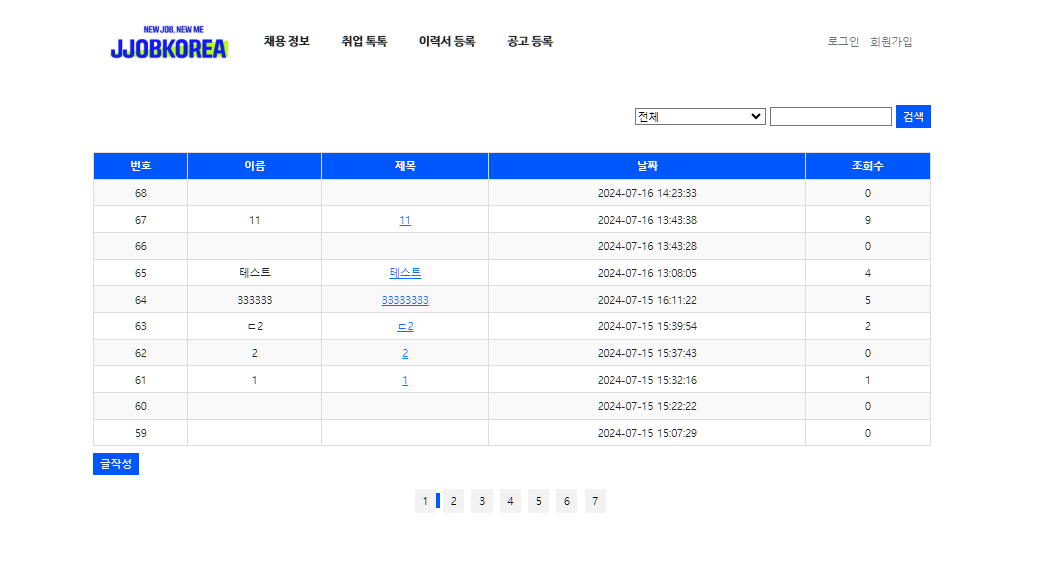 NEW JOB, NEW ME
JJOBKOREA 채용 정보 취업 톡톡 이력서 등록 공고 등록 로그인 회원가입
전체 검색
번호 이름 제목 날짜 조회수
68 2024-07-16 14:23:33 0
67 11 11 2024-07-16 13:43:38 9
66 2024-07-16 13:43:28 0
65 테스트 테스트 2024-07-16 13:08:05 4
64 333333 33333333 2024-07-15 16:11:22 5
63 ㄷ2 ㄷ2 2024-07-15 15:39:54 2
62 2 2 2024-07-15 15:37:43 0
61 1 1 2024-07-15 15:32:16 1
60 2024-07-15 15:22:22 0
59 2024-07-15 15:07:29 0
글작성
1 2 3 4 5 6 7